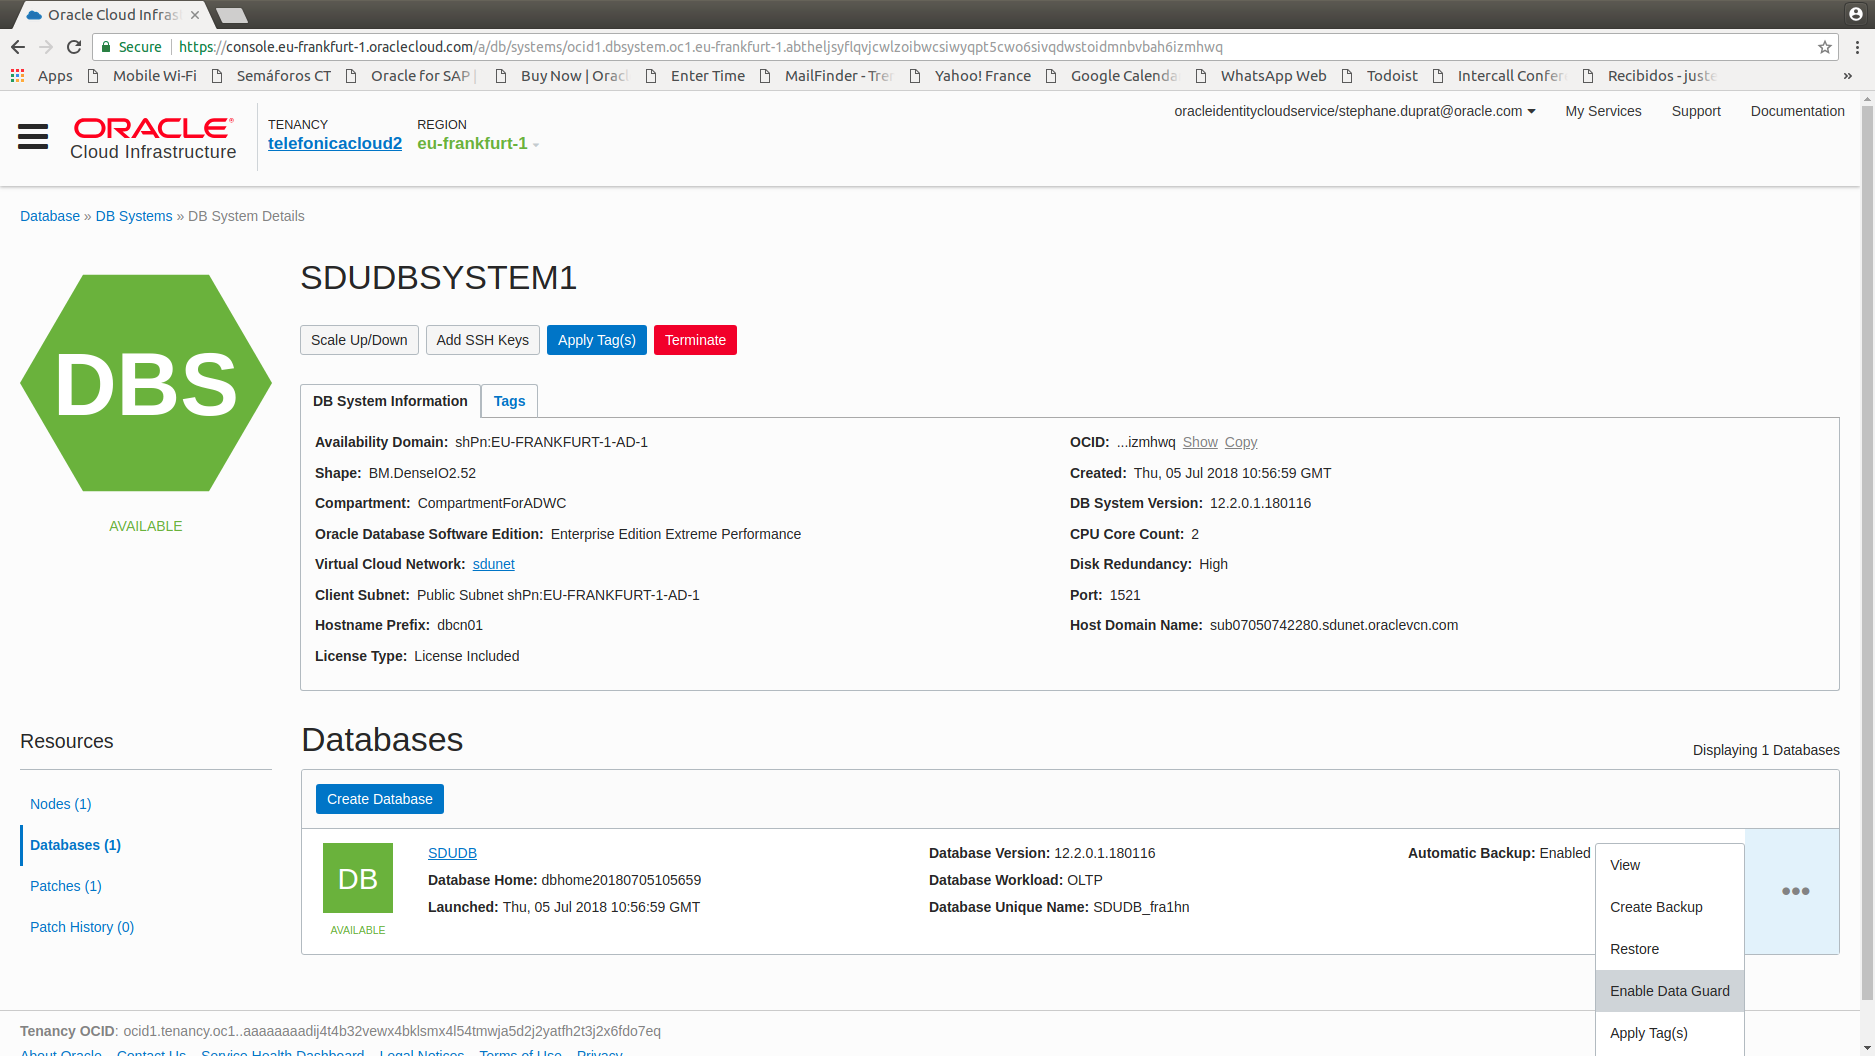 Oracle Cloud Infras
Secure https://console.eu-frankfurt-1.oraclecloud.com/a/db/systems/ocid1.dbsystem.oc1.eu-frankfurt-1.abtheljsyflqvjcwlzoibwcsiwyqpt5cwo6sivqdwstoidmnbvbah6izmhwq
Apps Mobile Wi-Fi Semáforos CT Oracle for SAP | Buy Now | Orac Enter Time MailFinder - Tren Yahoo! France Google Calenda WhatsApp Web Todoist Intercall Confer Recibidos - juste »
oracleidentitycloudservice/stephane.duprat@oracle.com My Services Support Documentation
ORACLE
Cloud Infrastructure
TENANCY
telefonicacloud2
REGION
eu-frankfurt-1
Database » DB Systems » DB System Details
DBS
AVAILABLE
SDUDBSYSTEM1
Scale Up/Down Add SSH Keys Apply Tag(s) Terminate
DB System Information Tags
Availability Domain: shPn:EU-FRANKFURT-1-AD-1
Shape: BM.DenseIO2.52
Compartment: CompartmentForADWC
Oracle Database Software Edition: Enterprise Edition Extreme Performance
Virtual Cloud Network: sdunet
Client Subnet: Public Subnet shPn:EU-FRANKFURT-1-AD-1
Hostname Prefix: dbcn01
License Type: License Included
OCID: ...izmhwq Show Copy
Created: Thu, 05 Jul 2018 10:56:59 GMT
DB System Version: 12.2.0.1.180116
CPU Core Count: 2
Disk Redundancy: High
Port: 1521
Host Domain Name: sub07050742280.sdunet.oraclevcn.com
Resources
Nodes (1)
Databases (1)
Patches (1)
Patch History (0)
Databases
Displaying 1 Databases
Create Database
DB
AVAILABLE
SDUDB
Database Home: dbhome20180705105659
Launched: Thu, 05 Jul 2018 10:56:59 GMT
Database Version: 12.2.0.1.180116
Database Workload: OLTP
Database Unique Name: SDUDB_fra1hn
Automatic Backup: Enabled
View
Create Backup
Restore
Enable Data Guard
Apply Tag(s)
Tenancy OCID: ocid1.tenancy.oc1..aaaaaaaadij4t4b32vewx4bklsmx4l54tmwja5d2j2yatfh2t3j2x6fdo7eq
About Oracle Contact Us Service Health Dashboard Legal Notices Terms of Use Privacy